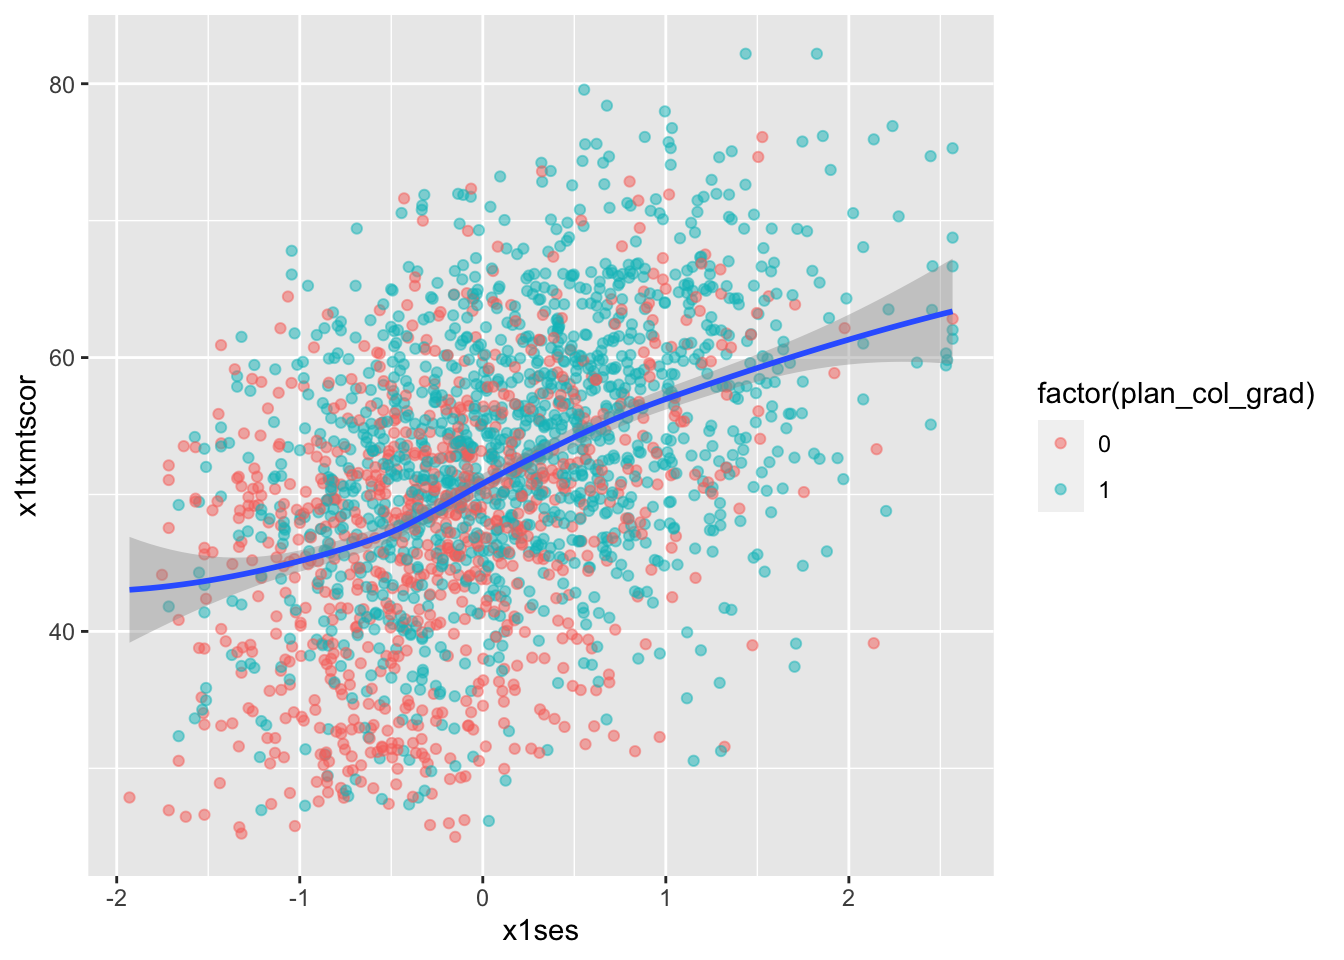 80
60
40
x1txmtscor
-2 -1 0 1 2
x1ses
factor(plan_col_grad)
0
1